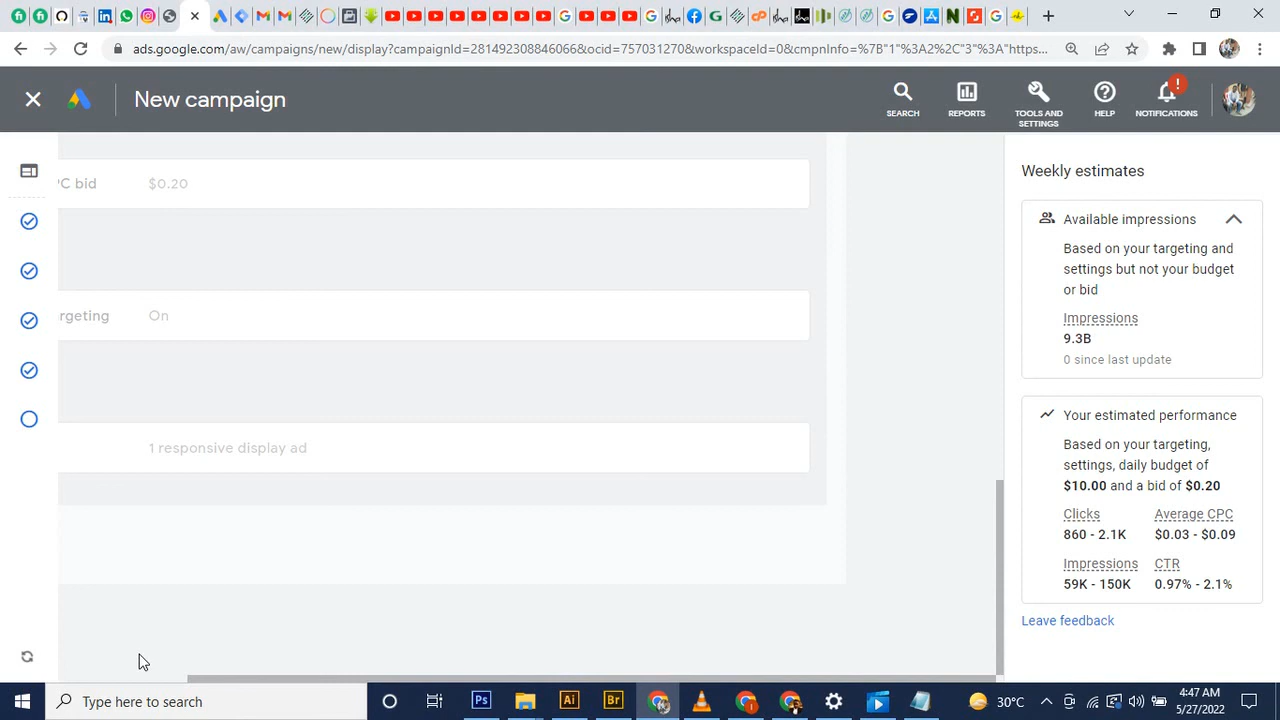 ads.google.com/aw/campaigns/new/display?campaignId=281492308846066&ocid=757031270&workspaceId=0&cmpnInfo=%7B"1"%3A2%2C"3"%3A"https...
New campaign
SEARCH
REPORTS
TOOLS AND
SETTINGS
HELP
!
NOTIFICATIONS
PC bid $0.20
rgeting On
1 responsive display ad
Weekly estimates
Available impressions
Based on your targeting and
settings but not your budget
or bid
Impressions
9.3B
0 since last update
Your estimated performance
Based on your targeting,
settings, daily budget of
$10.00 and a bid of $0.20
Clicks Average CPC
860 - 2.1K $0.03 - $0.09
Impressions CTR
59K - 150K 0.97% - 2.1%
Leave feedback
Type here to search
Ps
Ai
Br
30°C
4:47 AM
5/27/2022